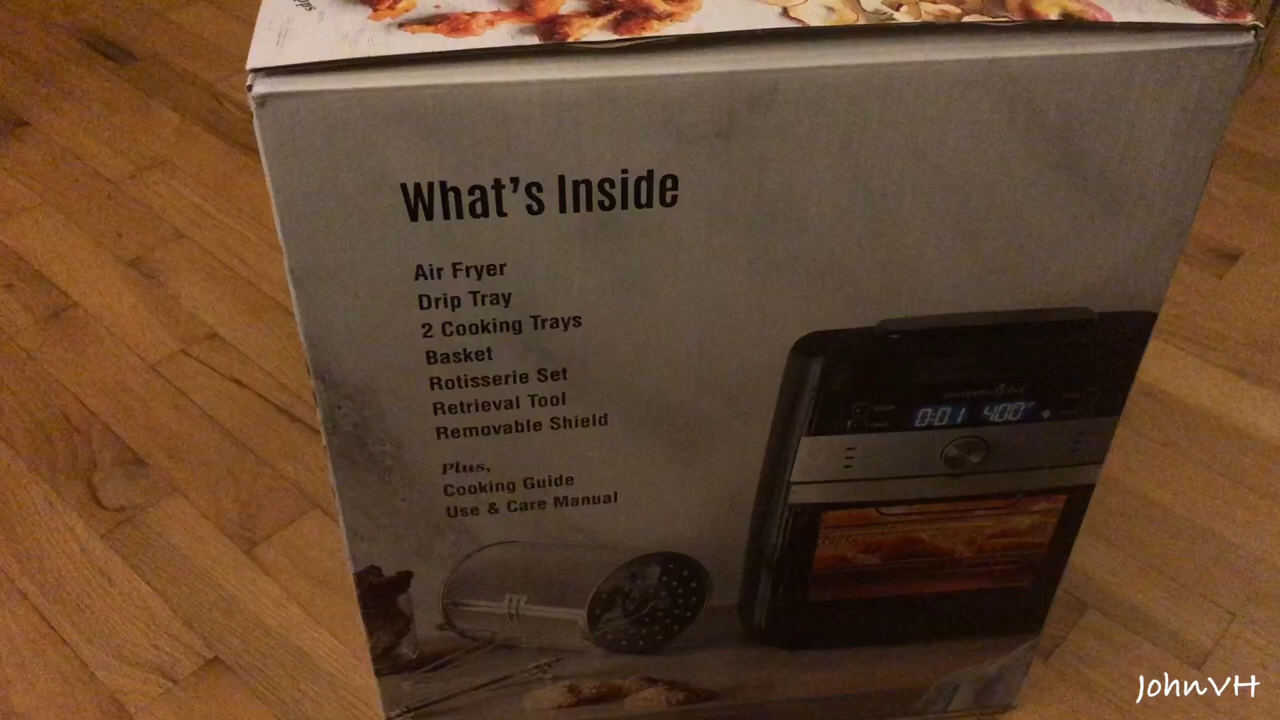 What's Inside
Air Fryer
Drip Tray
2 Cooking Trays
Basket
Rotisserie Set
Retrieval Tool
Removable Shield
Plus,
Cooking Guide
Use & Care Manual
0:01 400°F
JohnVH